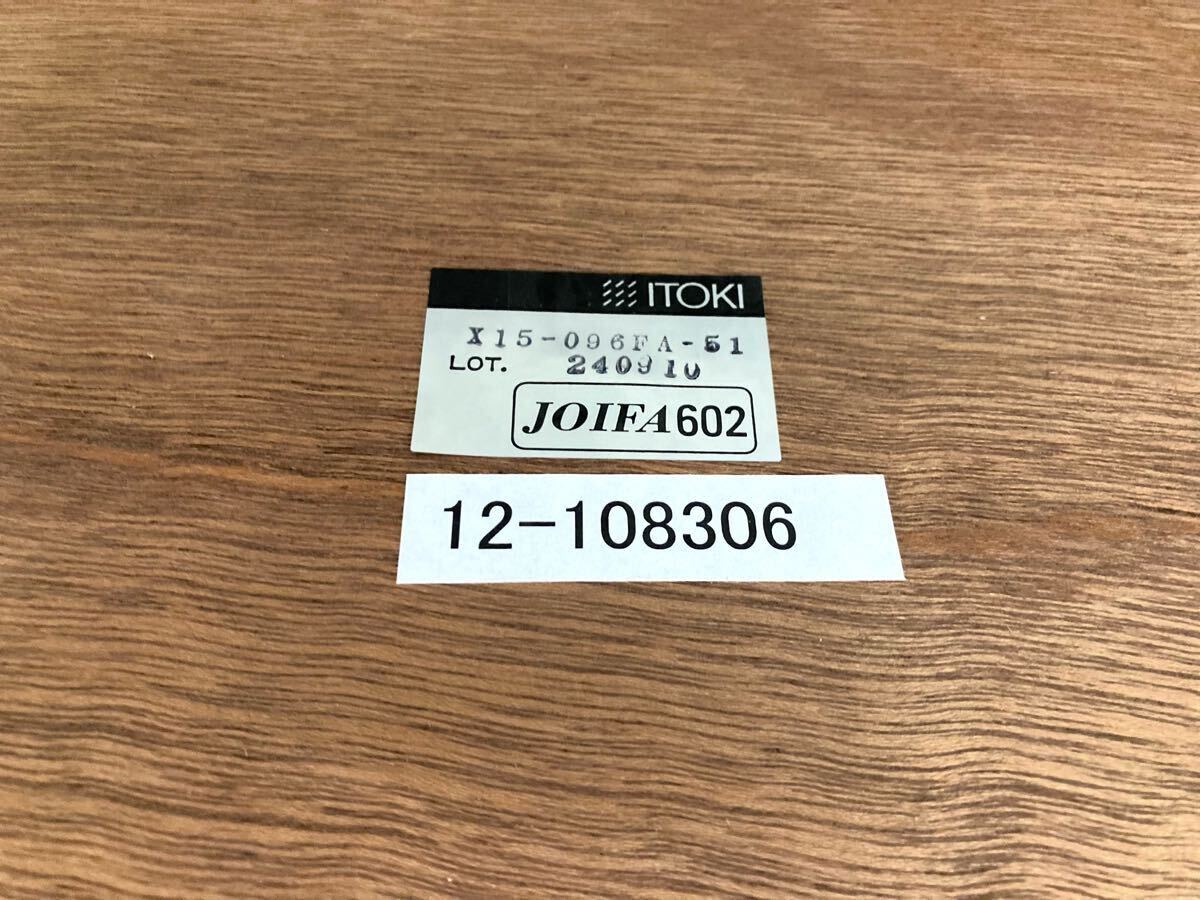 ITOKI
X15-096FA-51
LOT. 240910
JOIFA602
12-108306